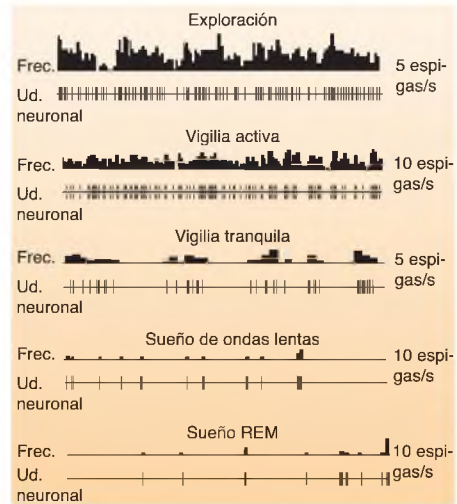 Exploración
Frec.
5 espi-
gas/s
Ud.
neuronal
Vigilia activa
Frec.
10 espi-
gas/s
Ud.
neuronal
Vigilia tranquila
Frec.
5 espi-
gas/s
Ud.
neuronal
Sueño de ondas lentas
Frec.
10 espi-
gas/s
Ud.
neuronal
Sueño REM
Frec.
10 espi-
gas/s
Ud.
neuronal